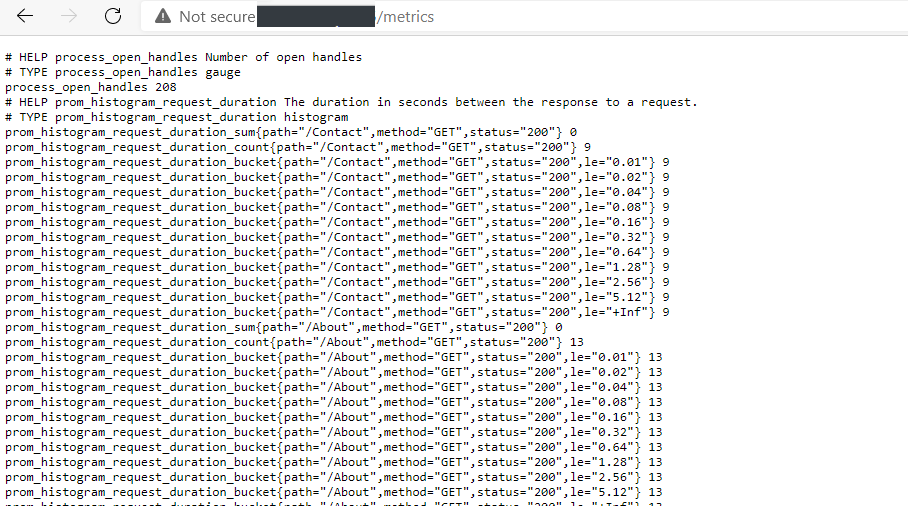 Not secure /metrics
# HELP process_open_handles Number of open handles
# TYPE process_open_handles gauge
process_open_handles 208
# HELP prom_histogram_request_duration The duration in seconds between the response to a request.
# TYPE prom_histogram_request_duration histogram
prom_histogram_request_duration_sum{path="/Contact",method="GET",status="200"} 0
prom_histogram_request_duration_count{path="/Contact",method="GET",status="200"} 9
prom_histogram_request_duration_bucket{path="/Contact",method="GET",status="200",le="0.01"} 9
prom_histogram_request_duration_bucket{path="/Contact",method="GET",status="200",le="0.02"} 9
prom_histogram_request_duration_bucket{path="/Contact",method="GET",status="200",le="0.04"} 9
prom_histogram_request_duration_bucket{path="/Contact",method="GET",status="200",le="0.08"} 9
prom_histogram_request_duration_bucket{path="/Contact",method="GET",status="200",le="0.16"} 9
prom_histogram_request_duration_bucket{path="/Contact",method="GET",status="200",le="0.32"} 9
prom_histogram_request_duration_bucket{path="/Contact",method="GET",status="200",le="0.64"} 9
prom_histogram_request_duration_bucket{path="/Contact",method="GET",status="200",le="1.28"} 9
prom_histogram_request_duration_bucket{path="/Contact",method="GET",status="200",le="2.56"} 9
prom_histogram_request_duration_bucket{path="/Contact",method="GET",status="200",le="5.12"} 9
prom_histogram_request_duration_bucket{path="/Contact",method="GET",status="200",le="+Inf"} 9
prom_histogram_request_duration_sum{path="/About",method="GET",status="200"} 0
prom_histogram_request_duration_count{path="/About",method="GET",status="200"} 13
prom_histogram_request_duration_bucket{path="/About",method="GET",status="200",le="0.01"} 13
prom_histogram_request_duration_bucket{path="/About",method="GET",status="200",le="0.02"} 13
prom_histogram_request_duration_bucket{path="/About",method="GET",status="200",le="0.04"} 13
prom_histogram_request_duration_bucket{path="/About",method="GET",status="200",le="0.08"} 13
prom_histogram_request_duration_bucket{path="/About",method="GET",status="200",le="0.16"} 13
prom_histogram_request_duration_bucket{path="/About",method="GET",status="200",le="0.32"} 13
prom_histogram_request_duration_bucket{path="/About",method="GET",status="200",le="0.64"} 13
prom_histogram_request_duration_bucket{path="/About",method="GET",status="200",le="1.28"} 13
prom_histogram_request_duration_bucket{path="/About",method="GET",status="200",le="2.56"} 13
prom_histogram_request_duration_bucket{path="/About",method="GET",status="200",le="5.12"} 13
prom_histogram_request_duration_bucket{path="/About",method="GET",status="200",le="+Inf"} 13